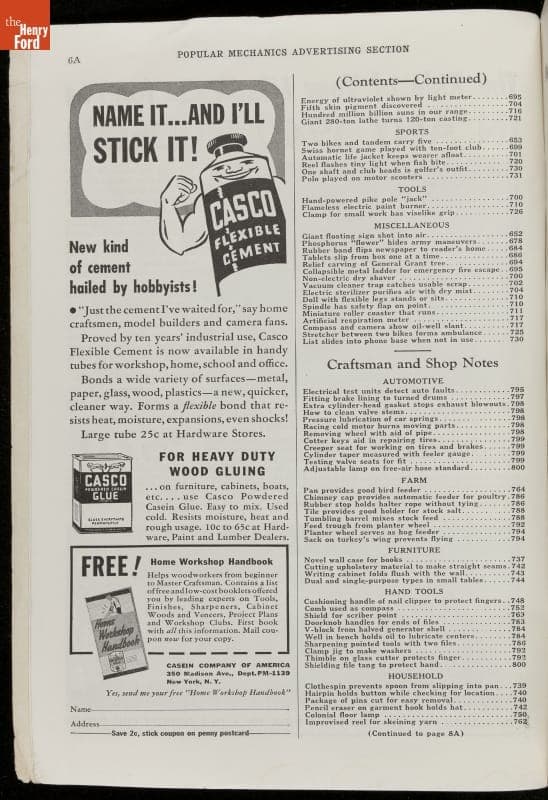 the
Henry
Ford
6A
POPULAR MECHANICS ADVERTISING SECTION
NAME IT...AND I'LL
STICK IT!
CASCO
FLEXIBLE
CEMENT
New kind
of cement
hailed by hobbyists!
● "Just the cement I've waited for," say home
craftsmen, model builders and camera fans.
Proved by ten years' industrial use, Casco
Flexible Cement is now available in handy
tubes for workshop, home, school and office.
Bonds a wide variety of surfaces—metal,
paper, glass, wood, plastics—a new, quicker,
cleaner way. Forms a flexible bond that re-
sists heat, moisture, expansions, even shocks!
Large tube 25c at Hardware Stores.
CASCO
POWDERED CASEIN
GLUE
FOR HEAVY DUTY
WOOD GLUING
... on furniture, cabinets, boats,
etc. . . . use Casco Powdered
Casein Glue. Easy to mix. Used
cold. Resists moisture, heat and
rough usage. 10c to 65c at Hard-
ware, Paint and Lumber Dealers.
FREE!
Home Workshop Handbook
Helps woodworkers from beginner
to Master Craftsman. Contains a list
of free and low-cost booklets offered
you by leading experts on Tools,
Finishes, Sharpeners, Cabinet
Woods and Veneers, Project Plans
and Workshop Clubs. First book
with all this information. Mail cou-
pon now for your copy.
Home
Workshop
Handbook
CASEIN COMPANY OF AMERICA
350 Madison Ave., Dept. PM-1139
New York, N. Y.
Yes, send me your free "Home Workshop Handbook"
Name
Address
Save 2c, stick coupon on penny postcard
(Contents—Continued)
Energy of ultraviolet shown by light meter.......695
Fifth skin pigment discovered.......704
Hundred million billion suns in our range.......716
Giant 280-ton lathe turns 120-ton casting.......721
SPORTS
Two bikes and tandem carry five.......653
Swiss hornet game played with ten-foot club.......699
Automatic life jacket keeps wearer afloat.......701
Reel flashes tiny light when fish bite.......720
One shaft and club heads is golfer's outfit.......730
Polo played on motor scooters.......731
TOOLS
Hand-powered pike pole "jack".......700
Flameless electric paint burner.......710
Clamp for small work has viselike grip.......726
MISCELLANEOUS
Giant floating sign shot into air.......652
Phosphorus "flower" hides army maneuvers.......678
Rubber band flips newspaper to reader's home.......684
Tablets slip from box one at a time.......686
Relief carving of General Grant tree.......694
Collapsible metal ladder for emergency fire escape..695
Non-electric dry shaver.......700
Vacuum cleaner trap catches usable scrap.......702
Electric sterilizer purifies air with dry mist.......704
Doll with flexible legs stands or sits.......710
Spindle has safety flap on point.......710
Miniature roller coaster that runs.......711
Artificial respiration meter.......717
Compass and camera show oil-well slant.......717
Stretcher between two bikes forms ambulance.......725
List slides into phone base when not in use.......730
Craftsman and Shop Notes
AUTOMOTIVE
Electrical test units detect auto faults.......795
Fitting brake lining to turned drums.......797
Extra cylinder-head gasket stops exhaust blowouts.798
How to clean valve stems.......798
Pressure lubrication of car springs.......798
Racing cold motor burns moving parts.......798
Removing wheel with aid of pipe.......798
Cotter keys aid in repairing tires.......799
Creeper seat for working on tires and brakes.......799
Cylinder taper measured with feeler gauge.......799
Testing valve seats for fit.......799
Adjustable lamp on free-air hose standard.......800
FARM
Pan provides good bird feeder.......764
Chimney cap provides automatic feeder for poultry.786
Rubber stop holds halter rope without tying.......786
Tile provides good holder for stock salt.......788
Tumbling barrel mixes stock feed.......788
Feed trough from planter wheel.......792
Planter wheel serves as hog feeder.......794
Sack on turkey's wing prevents flying.......794
FURNITURE
Novel wall case for books.......737
Cutting upholstery material to make straight seams.742
Writing cabinet folds flush with the wall.......743
Dual and single-purpose types in small tables.......744
HAND TOOLS
Cushioning handle of nail clipper to protect fingers..748
Comb used as compass.......752
Shield for scriber point.......763
Doorknob handles for ends of files.......783
V-block from halved generator shell.......784
Well in bench holds oil to lubricate centers.......784
Sharpening pointed tools with two files.......786
Clamp jig to make washers.......792
Thimble on glass cutter protects finger.......792
Shielding file tang to protect hand.......800
HOUSEHOLD
Clothespin prevents spoon from slipping into pan...739
Hairpin holds button while checking for location.....740
Package of pins cut for easy removal.......740
Pencil eraser on garment hook holds hat.......742
Colonial floor lamp.......750
Improvised reel for skeining yarn.......762
(Continued to page 8A)